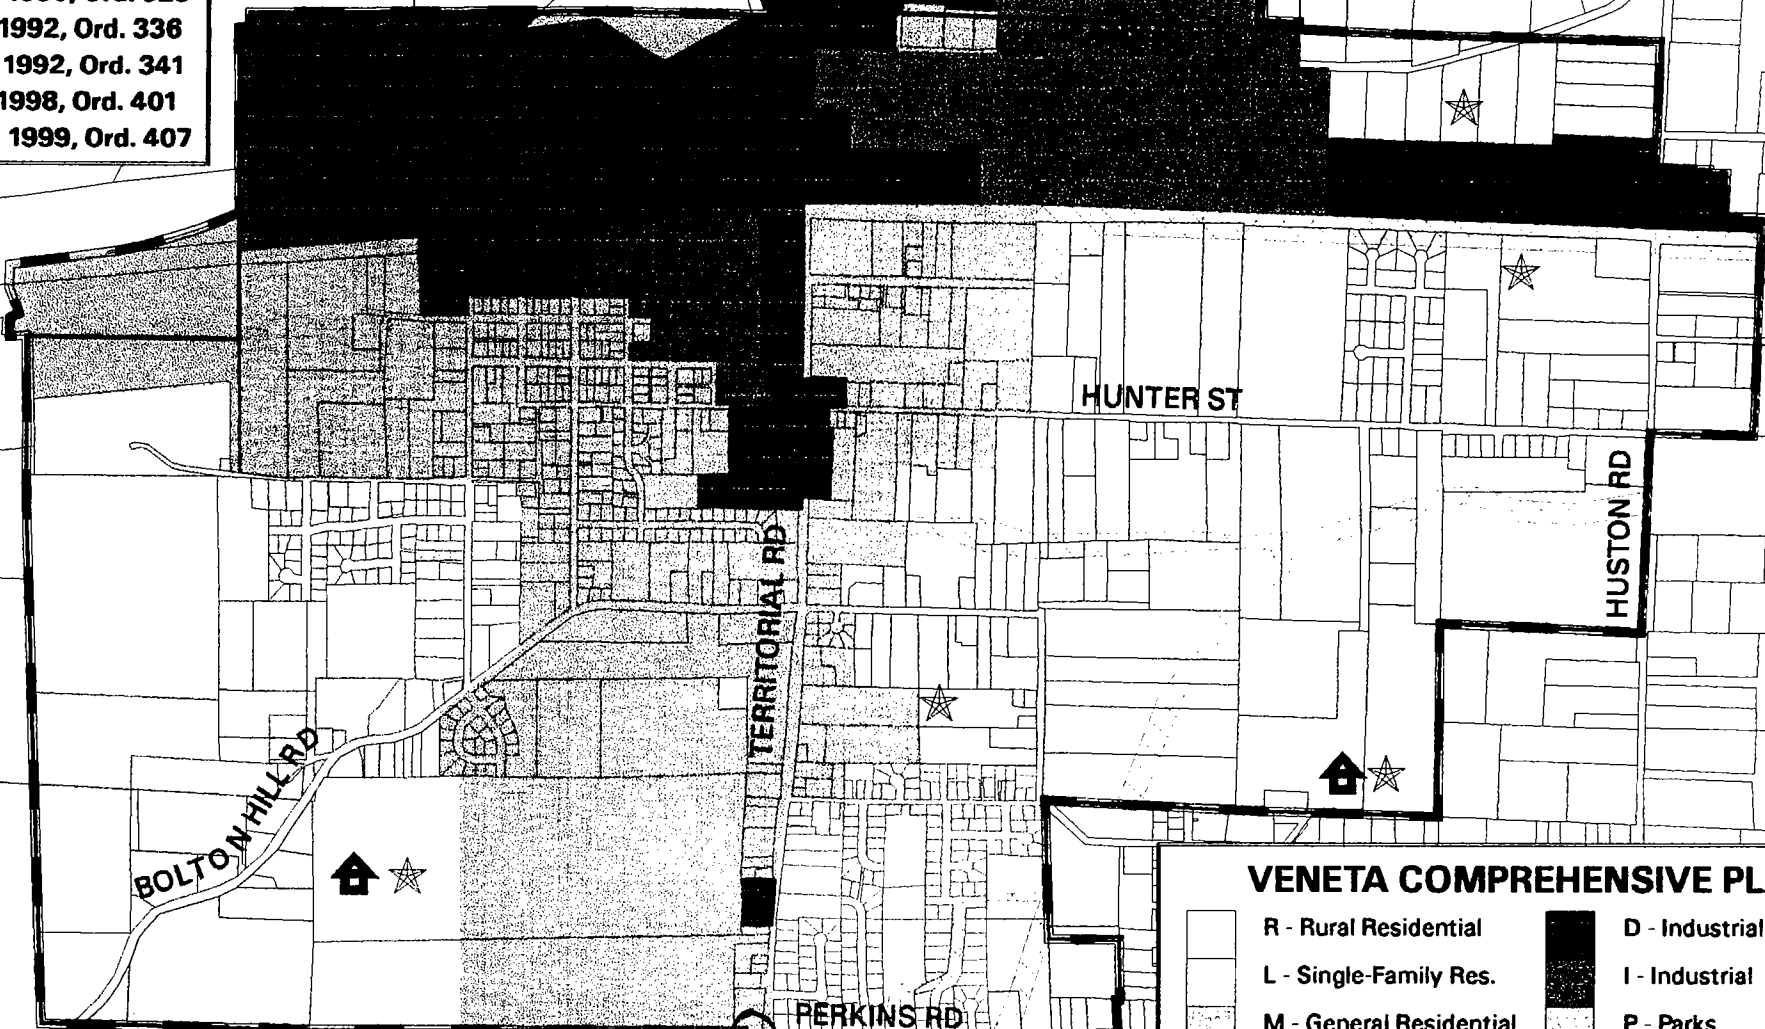 1992, Ord. 336
1992, Ord. 341
1998, Ord. 401
1999, Ord. 407
HUNTER ST
HUSTON RD
TERRITORIAL RD
BOLTON HILL RD
PERKINS RD
VENETA COMPREHENSIVE PL
R - Rural Residential
L - Single-Family Res.
M - General Residential
D - Industrial
I - Industrial
P - Parks